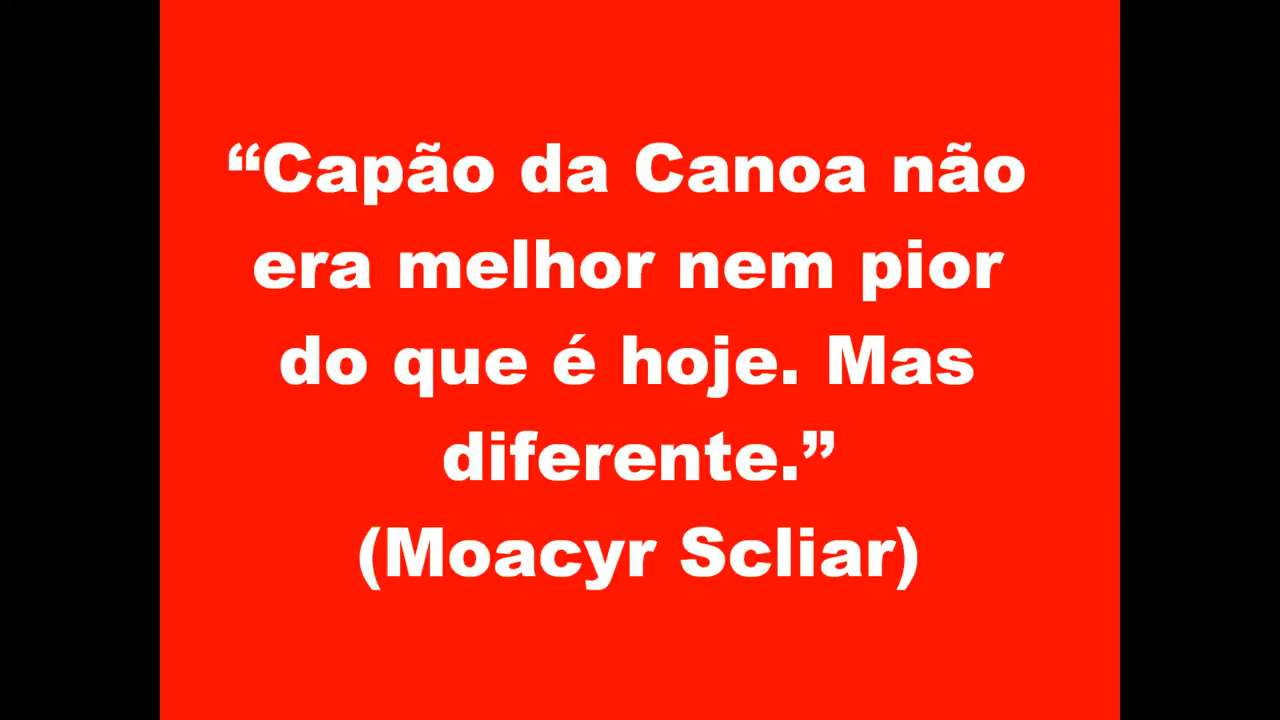 “Capão da Canoa não
era melhor nem pior
do que é hoje. Mas
diferente.”
(Moacyr Scliar)